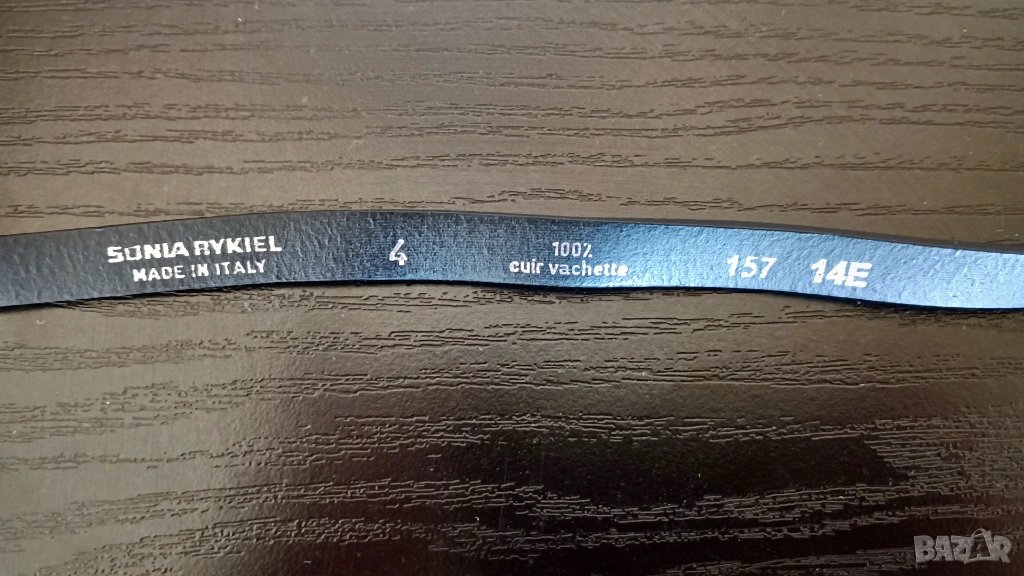 SONIA RYKIEL
MADE IN ITALY
4
100%
cuir vachette
157
14E
BAZAR